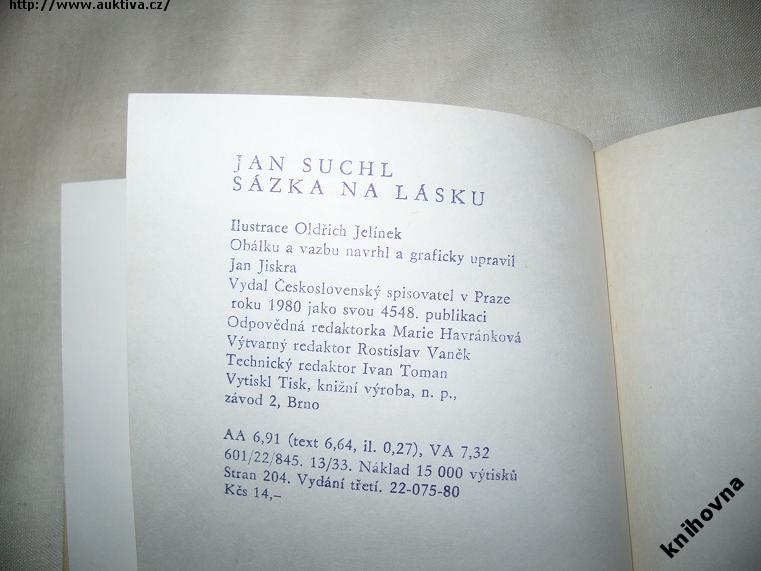 http://www.auktiva.cz/
JAN SUCHL
SÁZKA NA LÁSKU
Ilustrace Oldřich Jelínek
Obálku a vazbu navrhl a graficky upravil
Jan Jiskra
Vydal Československý spisovatel v Praze
roku 1980 jako svou 4548. publikaci
Odpovědná redaktorka Marie Havránková
Výtvarný redaktor Rostislav Vaněk
Technický redaktor Ivan Toman
Vytiskl Tisk, knižní výroba, n. p.,
závod 2, Brno
AA 6,91 (text 6,64, il. 0,27), VA 7,32
601/22/845. 13/33. Náklad 15 000 výtisků
Stran 204. Vydání třetí. 22-075-80
Kčs 14,–
knihovna